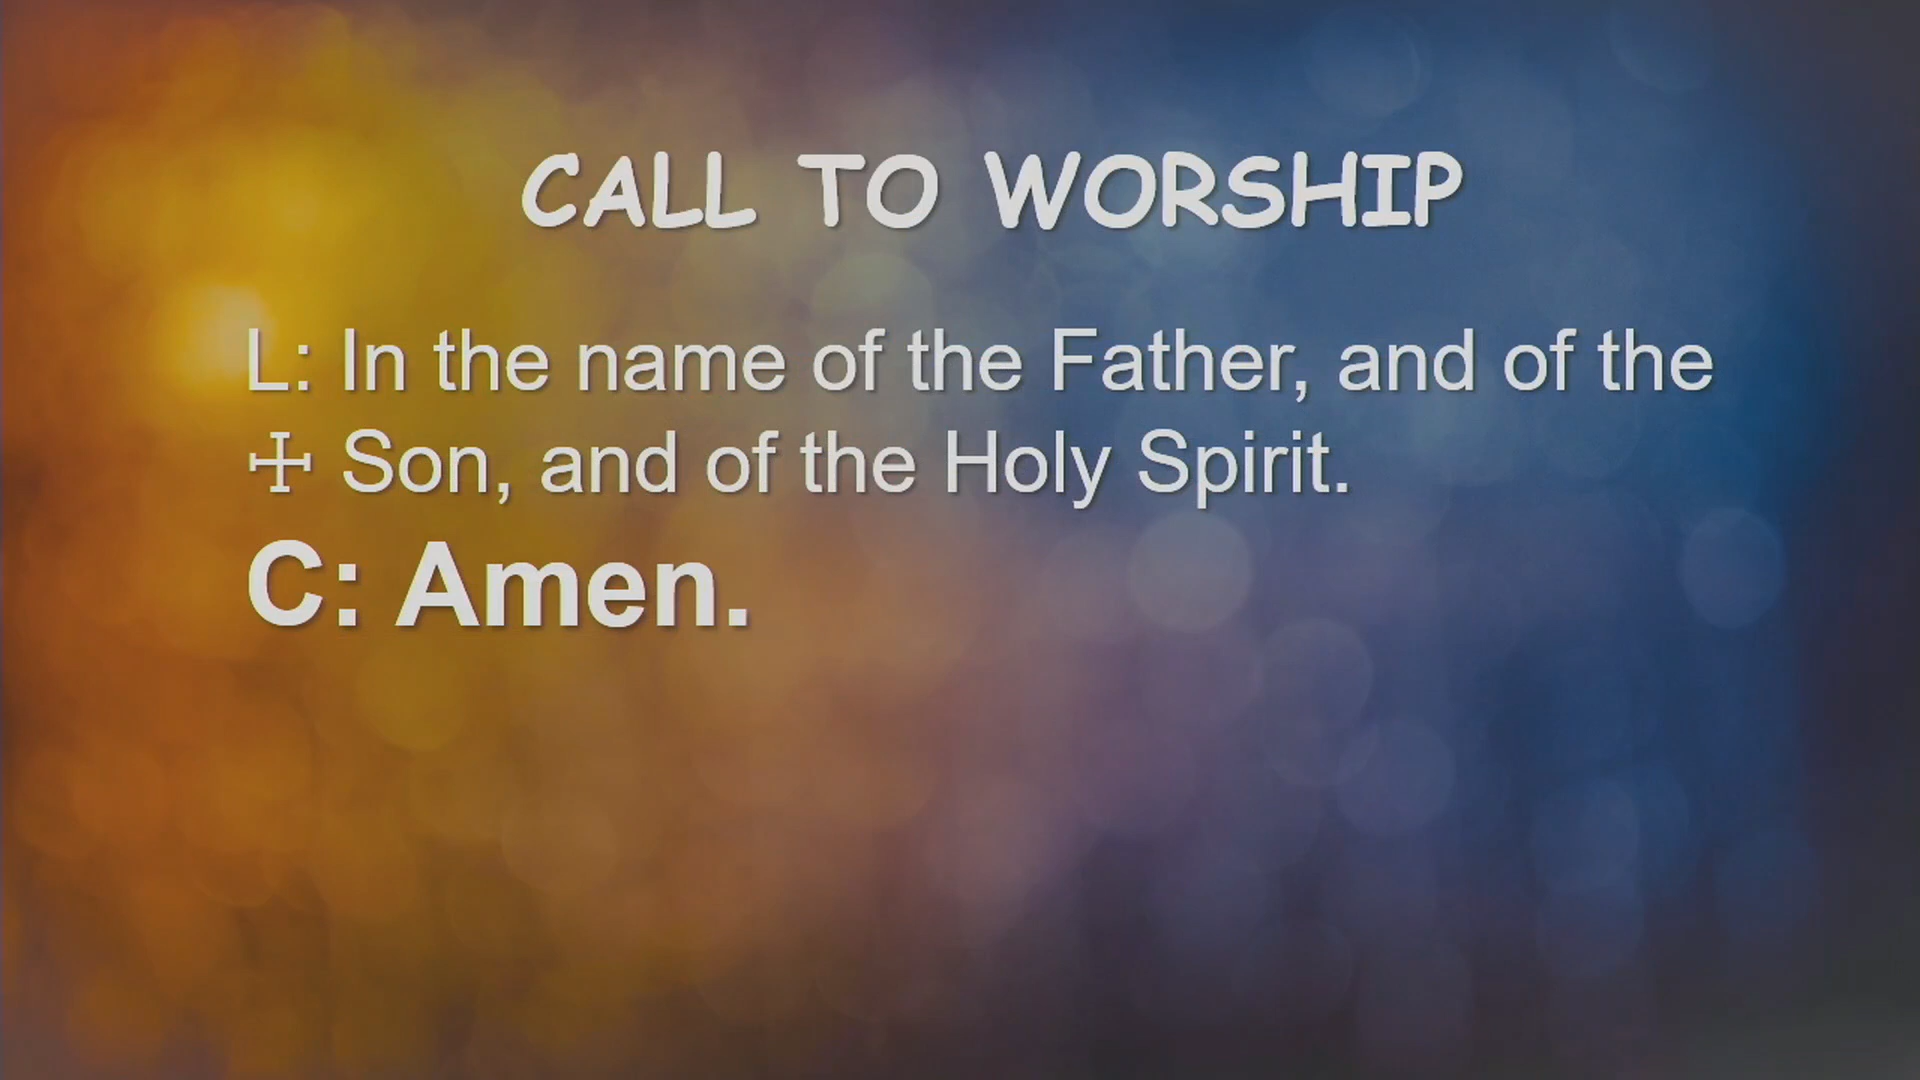 CALL TO WORSHIP
L: In the name of the Father, and of the
☩ Son, and of the Holy Spirit.
C: Amen.